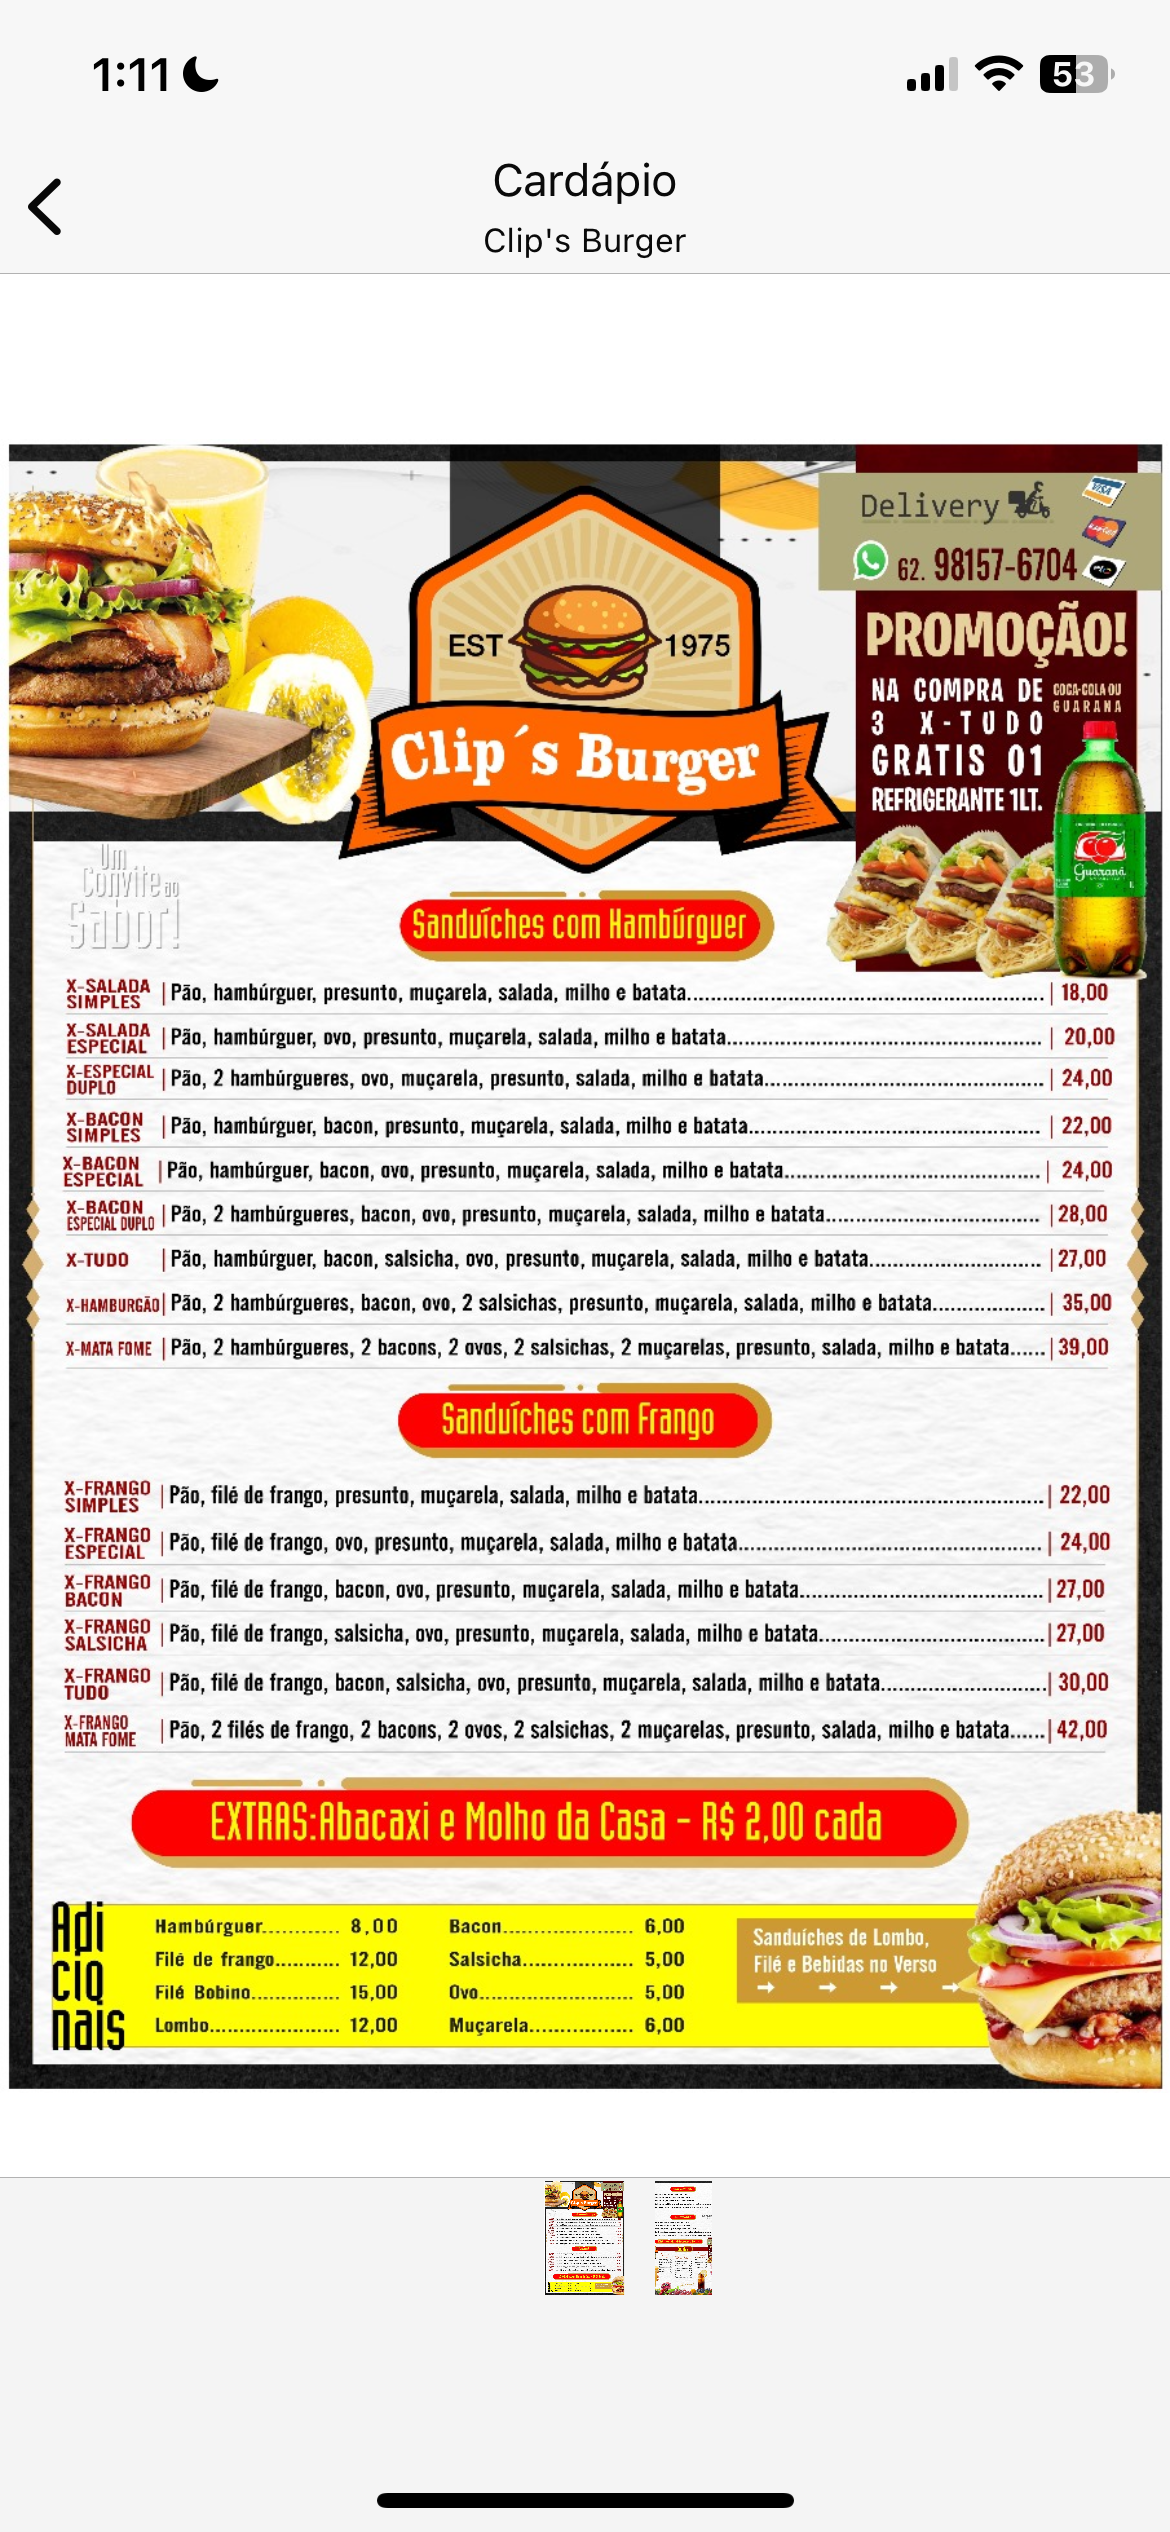 1:11
53
Cardápio
Clip's Burger
Delivery
VISA
62. 98157-6704
EST 1975
Clip´s Burger
PROMOÇÃO!
NA COMPRA DE
3 X-TUDO
GRATIS 01
REFRIGERANTE 1LT.
COCA-COLA OU
GUARANA
Guaraná
Um
Convite ao
Sabor!
Sanduíches com Hambúrguer
X-SALADA SIMPLES | Pão, hambúrguer, presunto, muçarela, salada, milho e batata | 18,00
X-SALADA ESPECIAL | Pão, hambúrguer, ovo, presunto, muçarela, salada, milho e batata | 20,00
X-ESPECIAL DUPLO | Pão, 2 hambúrgueres, ovo, muçarela, presunto, salada, milho e batata | 24,00
X-BACON SIMPLES | Pão, hambúrguer, bacon, presunto, muçarela, salada, milho e batata | 22,00
X-BACON ESPECIAL | Pão, hambúrguer, bacon, ovo, presunto, muçarela, salada, milho e batata | 24,00
X-BACON ESPECIAL DUPLO | Pão, 2 hambúrgueres, bacon, ovo, presunto, muçarela, salada, milho e batata | 28,00
X-TUDO | Pão, hambúrguer, bacon, salsicha, ovo, presunto, muçarela, salada, milho e batata | 27,00
X-HAMBURGÃO | Pão, 2 hambúrgueres, bacon, ovo, 2 salsichas, presunto, muçarela, salada, milho e batata | 35,00
X-MATA FOME | Pão, 2 hambúrgueres, 2 bacons, 2 ovos, 2 salsichas, 2 muçarelas, presunto, salada, milho e batata | 39,00
Sanduíches com Frango
X-FRANGO SIMPLES | Pão, filé de frango, presunto, muçarela, salada, milho e batata | 22,00
X-FRANGO ESPECIAL | Pão, filé de frango, ovo, presunto, muçarela, salada, milho e batata | 24,00
X-FRANGO BACON | Pão, filé de frango, bacon, ovo, presunto, muçarela, salada, milho e batata | 27,00
X-FRANGO SALSICHA | Pão, filé de frango, salsicha, ovo, presunto, muçarela, salada, milho e batata | 27,00
X-FRANGO TUDO | Pão, filé de frango, bacon, salsicha, ovo, presunto, muçarela, salada, milho e batata | 30,00
X-FRANGO MATA FOME | Pão, 2 filés de frango, 2 bacons, 2 ovos, 2 salsichas, 2 muçarelas, presunto, salada, milho e batata | 42,00
EXTRAS:Abacaxi e Molho da Casa - R$ 2,00 cada
Adi
cio
nais
Hambúrguer 8,00
Filé de frango 12,00
Filé Bobino 15,00
Lombo 12,00
Bacon 6,00
Salsicha 5,00
Ovo 5,00
Muçarela 6,00
Sanduíches de Lombo,
Filé e Bebidas no Verso